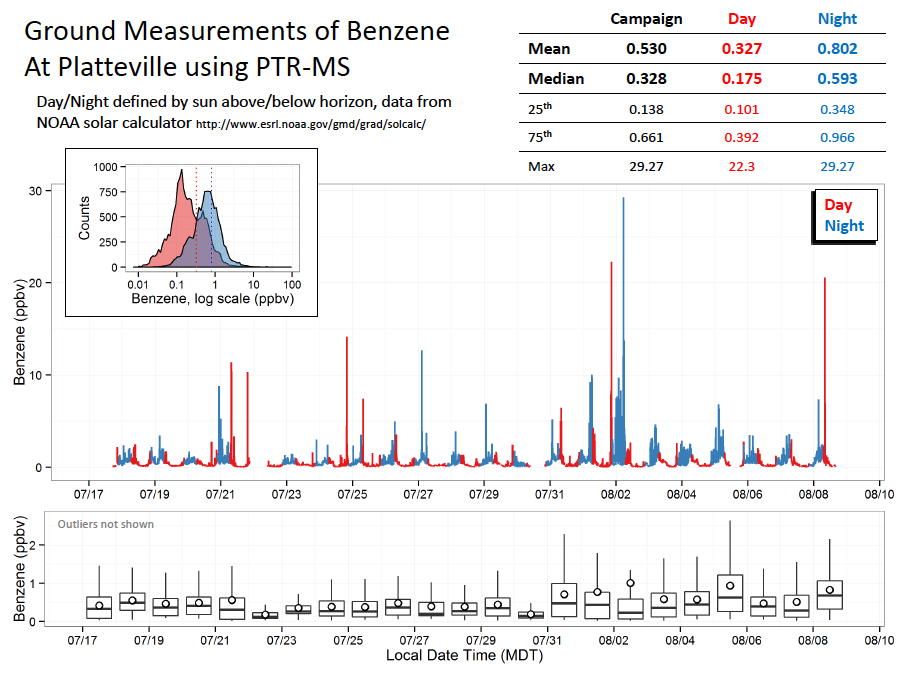 Ground Measurements of Benzene
At Platteville using PTR-MS
Day/Night defined by sun above/below horizon, data from
NOAA solar calculator http://www.esrl.noaa.gov/gmd/grad/solcalc/
Campaign Day Night
Mean 0.530 0.327 0.802
Median 0.328 0.175 0.593
25th 0.138 0.101 0.348
75th 0.661 0.392 0.966
Max 29.27 22.3 29.27
Counts
1000
750
500
250
0
0.01 0.1 1 10 100
Benzene, log scale (ppbv)
Day
Night
Benzene (ppbv)
30
20
10
0
07/17 07/19 07/21 07/23 07/25 07/27 07/29 07/31 08/02 08/04 08/06 08/08 08/10
Outliers not shown
Benzene (ppbv)
2
1
0
07/17 07/19 07/21 07/23 07/25 07/27 07/29 07/31 08/02 08/04 08/06 08/08 08/10
Local Date Time (MDT)